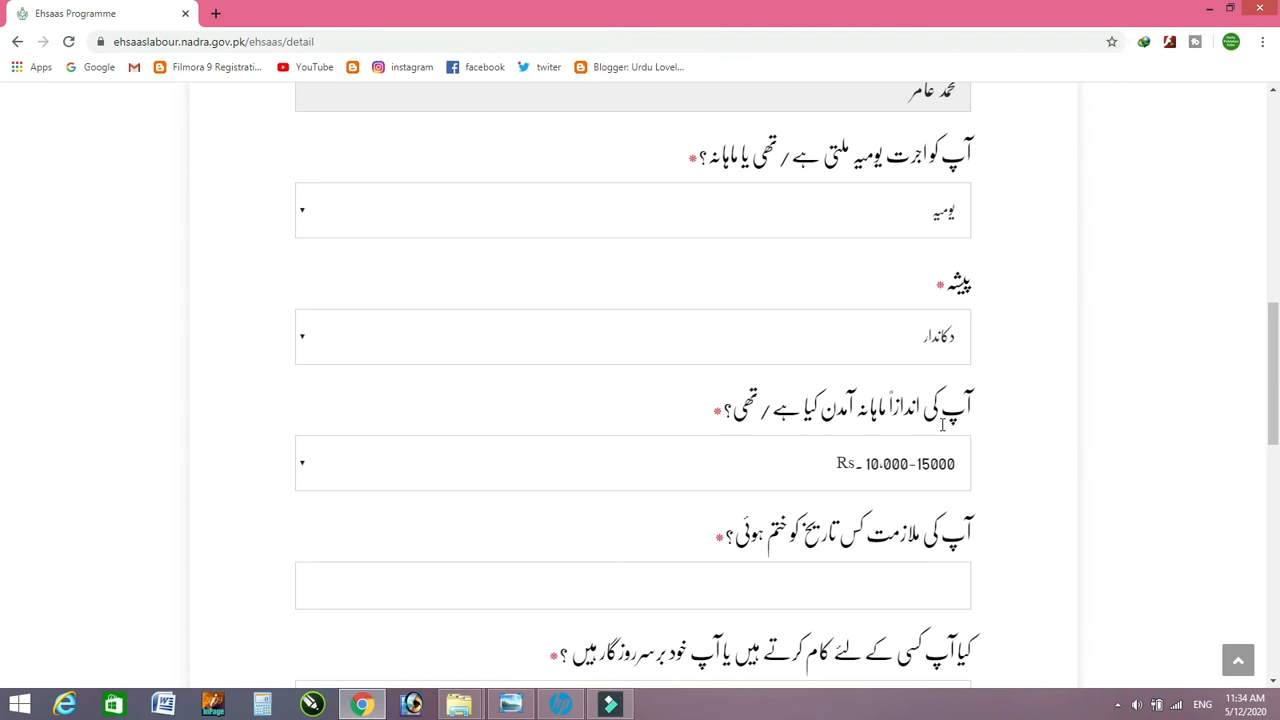 Ehsaas Programme
ehsaaslabour.nadra.gov.pk/ehsaas/detail
Apps Google Filmora 9 Registrati... YouTube instagram facebook twiter Blogger: Urdu Lovel...
محمد عامر
آپ کو اجرت یومیہ ملتی ہے/تھی یا ماہانہ؟*
یومیہ
پیشہ*
دکاندار
آپ کی اندازاً ماہانہ آمدن کیا ہے/تھی؟*
Rs۔ 10،000-15000
آپ کی ملازمت کس تاریخ کو ختم ہوئی؟*
کیا آپ کسی کے لئے کام کرتے ہیں یا آپ خود برسرروزگار ہیں ؟*
ENG
11:34 AM
5/12/2020